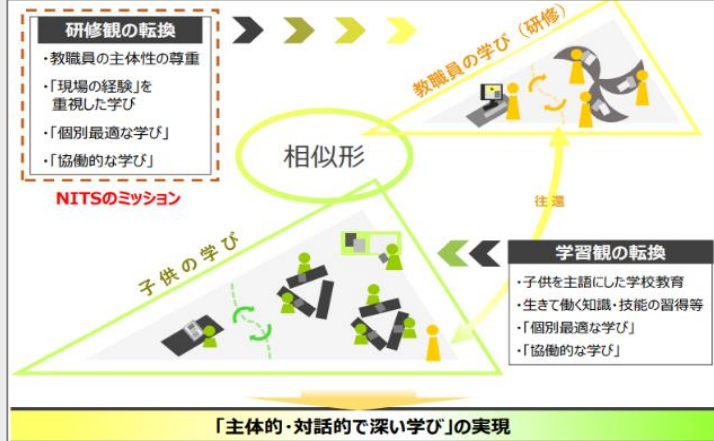 研修観の転換
・教職員の主体性の尊重
・「現場の経験」を
重視した学び
・「個別最適な学び」
・「協働的な学び」
NITSのミッション
教職員の学び（研修）
相似形
往還
子供の学び
学習観の転換
・子供を主語にした学校教育
・生きて働く知識・技能の習得等
・「個別最適な学び」
・「協働的な学び」
「主体的・対話的で深い学び」の実現